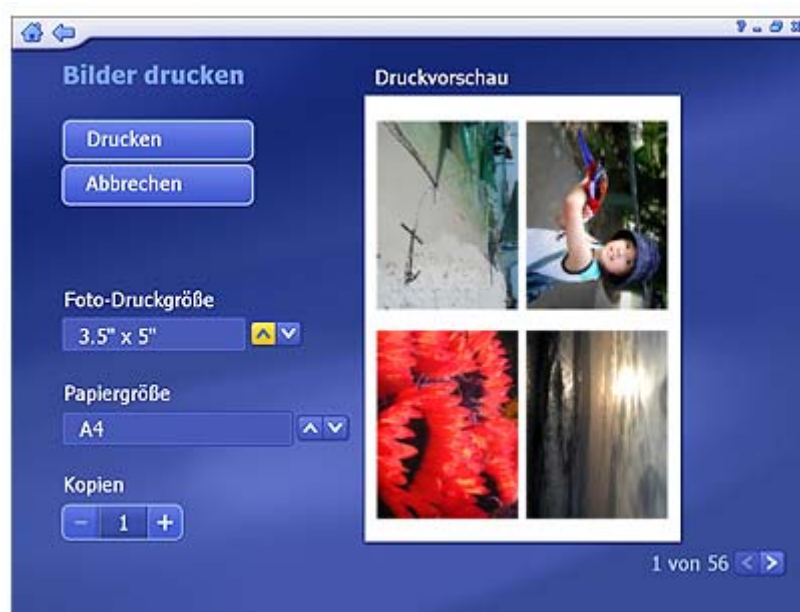 Bilder drucken
Druckvorschau
Drucken
Abbrechen
Foto-Druckgröße
3.5" x 5"
Papiergröße
A4
Kopien
1
1 von 56